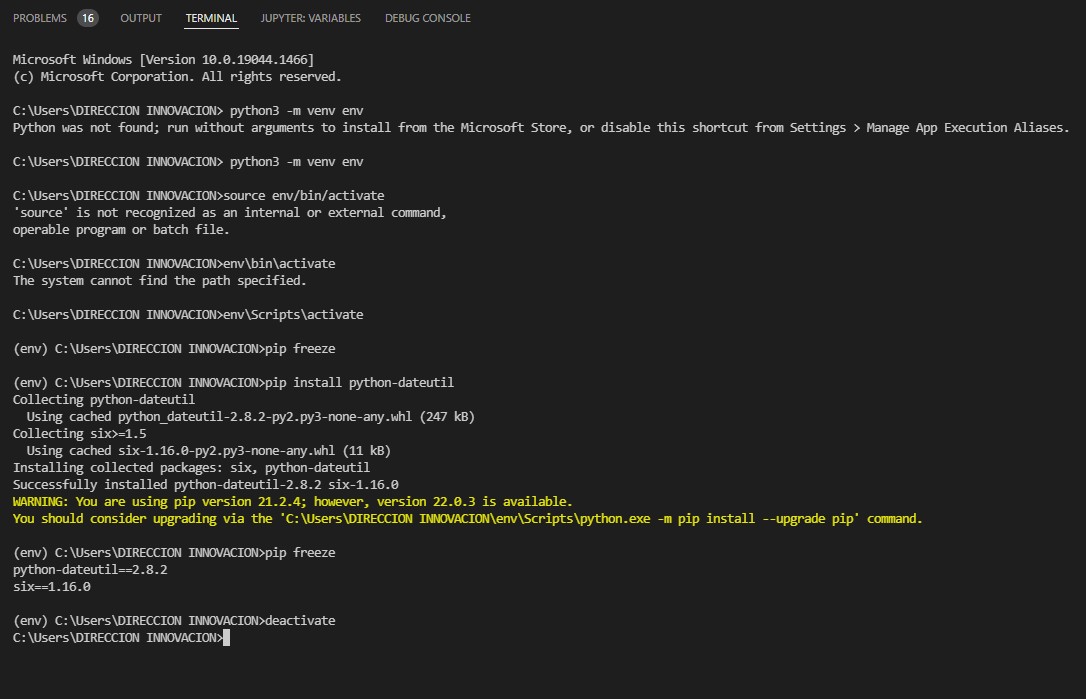 PROBLEMS 16 OUTPUT TERMINAL JUPYTER: VARIABLES DEBUG CONSOLE
Microsoft Windows [Version 10.0.19044.1466]
(c) Microsoft Corporation. All rights reserved.
C:\Users\DIRECCION INNOVACION> python3 -m venv env
Python was not found; run without arguments to install from the Microsoft Store, or disable this shortcut from Settings > Manage App Execution Aliases.
C:\Users\DIRECCION INNOVACION> python3 -m venv env
C:\Users\DIRECCION INNOVACION>source env/bin/activate
'source' is not recognized as an internal or external command,
operable program or batch file.
C:\Users\DIRECCION INNOVACION>env\bin\activate
The system cannot find the path specified.
C:\Users\DIRECCION INNOVACION>env\Scripts\activate
(env) C:\Users\DIRECCION INNOVACION>pip freeze
(env) C:\Users\DIRECCION INNOVACION>pip install python-dateutil
Collecting python-dateutil
  Using cached python_dateutil-2.8.2-py2.py3-none-any.whl (247 kB)
Collecting six>=1.5
  Using cached six-1.16.0-py2.py3-none-any.whl (11 kB)
Installing collected packages: six, python-dateutil
Successfully installed python-dateutil-2.8.2 six-1.16.0
WARNING: You are using pip version 21.2.4; however, version 22.0.3 is available.
You should consider upgrading via the 'C:\Users\DIRECCION INNOVACION\env\Scripts\python.exe -m pip install --upgrade pip' command.
(env) C:\Users\DIRECCION INNOVACION>pip freeze
python-dateutil==2.8.2
six==1.16.0
(env) C:\Users\DIRECCION INNOVACION>deactivate
C:\Users\DIRECCION INNOVACION>